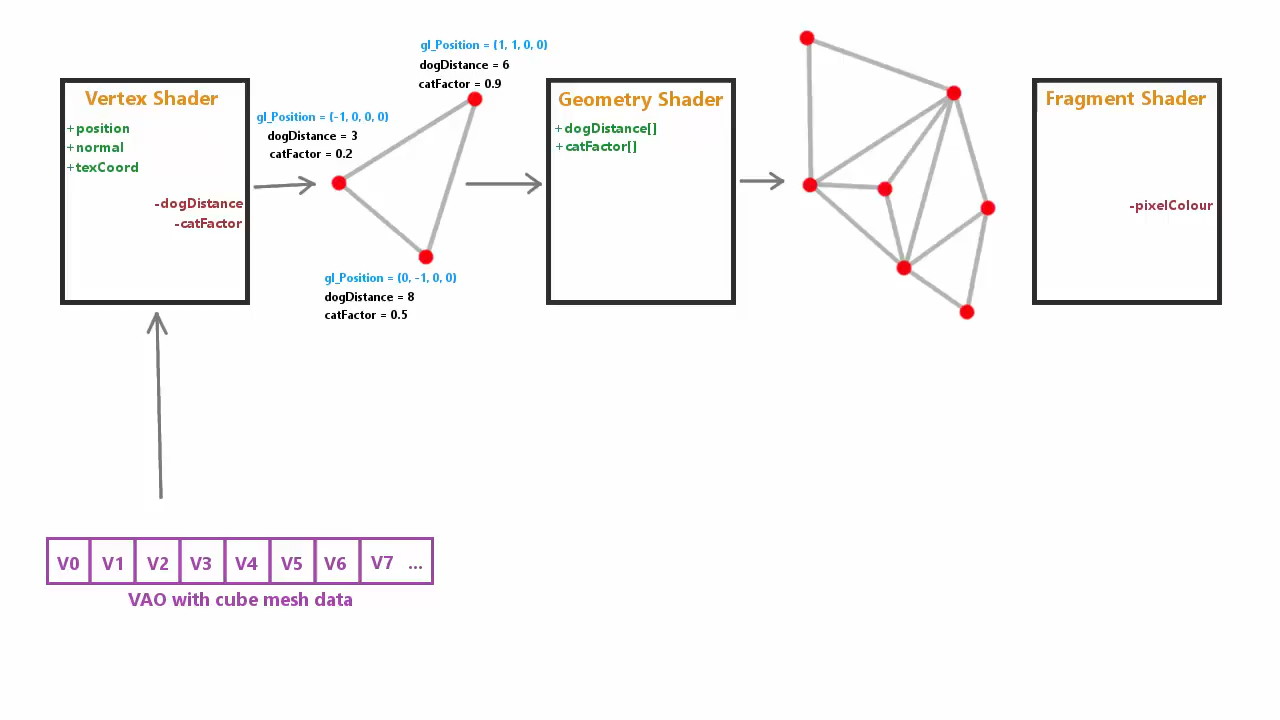 Vertex Shader
+position
+normal
+texCoord
-dogDistance
-catFactor
gl_Position = (-1, 0, 0, 0)
dogDistance = 3
catFactor = 0.2
gl_Position = (1, 1, 0, 0)
dogDistance = 6
catFactor = 0.9
gl_Position = (0, -1, 0, 0)
dogDistance = 8
catFactor = 0.5
Geometry Shader
+dogDistance[]
+catFactor[]
Fragment Shader
-pixelColour
V0 V1 V2 V3 V4 V5 V6 V7 ...
VAO with cube mesh data